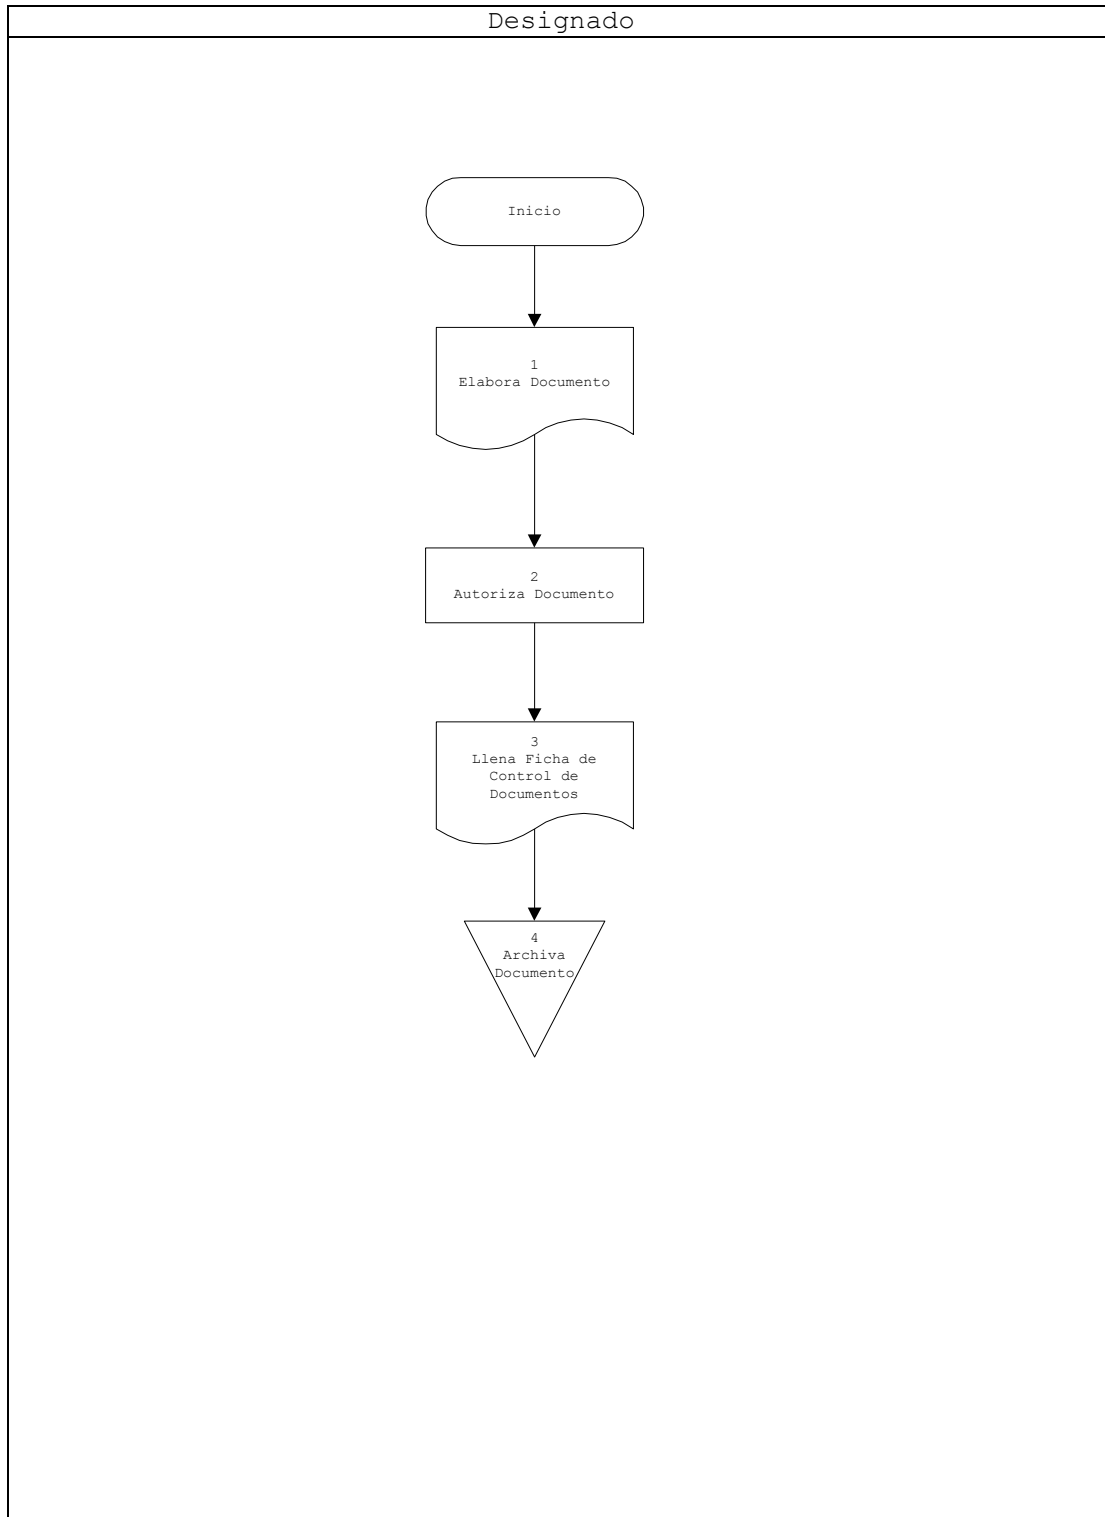 Designado
Inicio
1
Elabora Documento
2
Autoriza Documento
3
Llena Ficha de
Control de
Documentos
4
Archiva
Documento